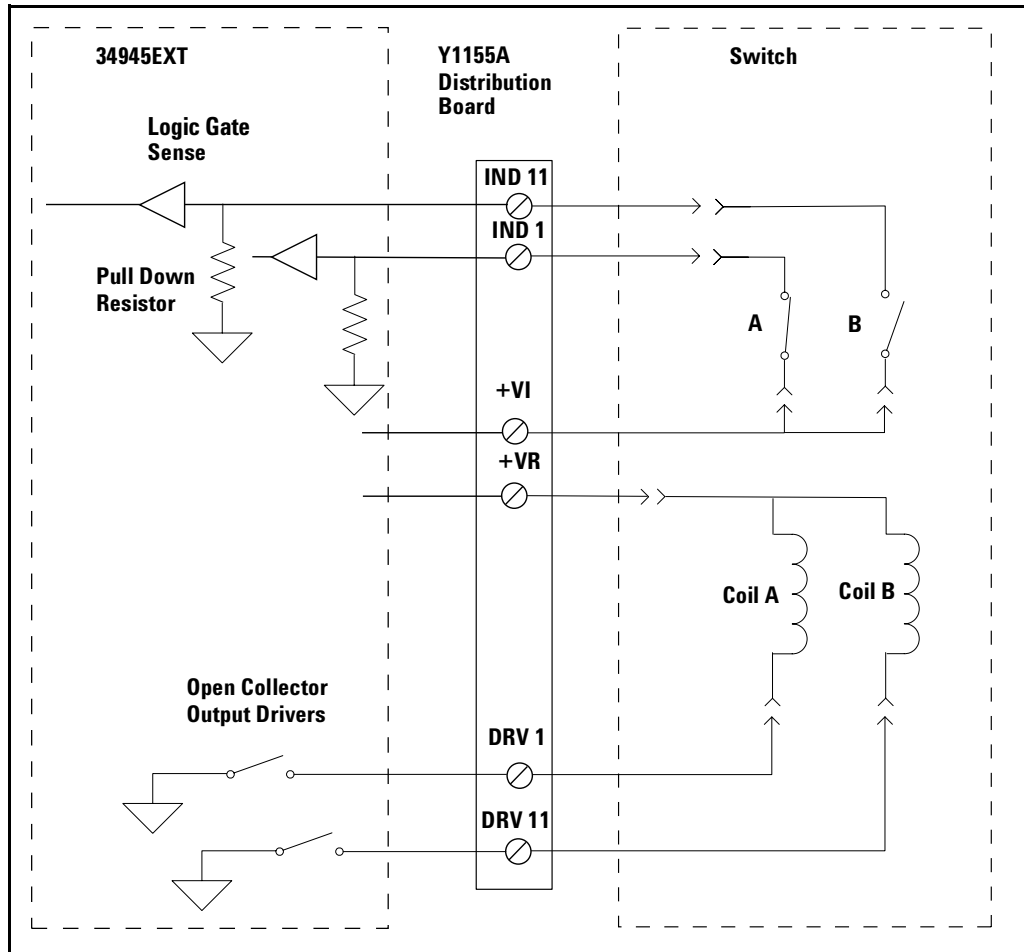 34945EXT
Y1155A
Distribution
Board
Switch
Logic Gate
Sense
IND 11
IND 1
Pull Down
Resistor
A
B
+VI
+VR
Coil A
Coil B
Open Collector
Output Drivers
DRV 1
DRV 11